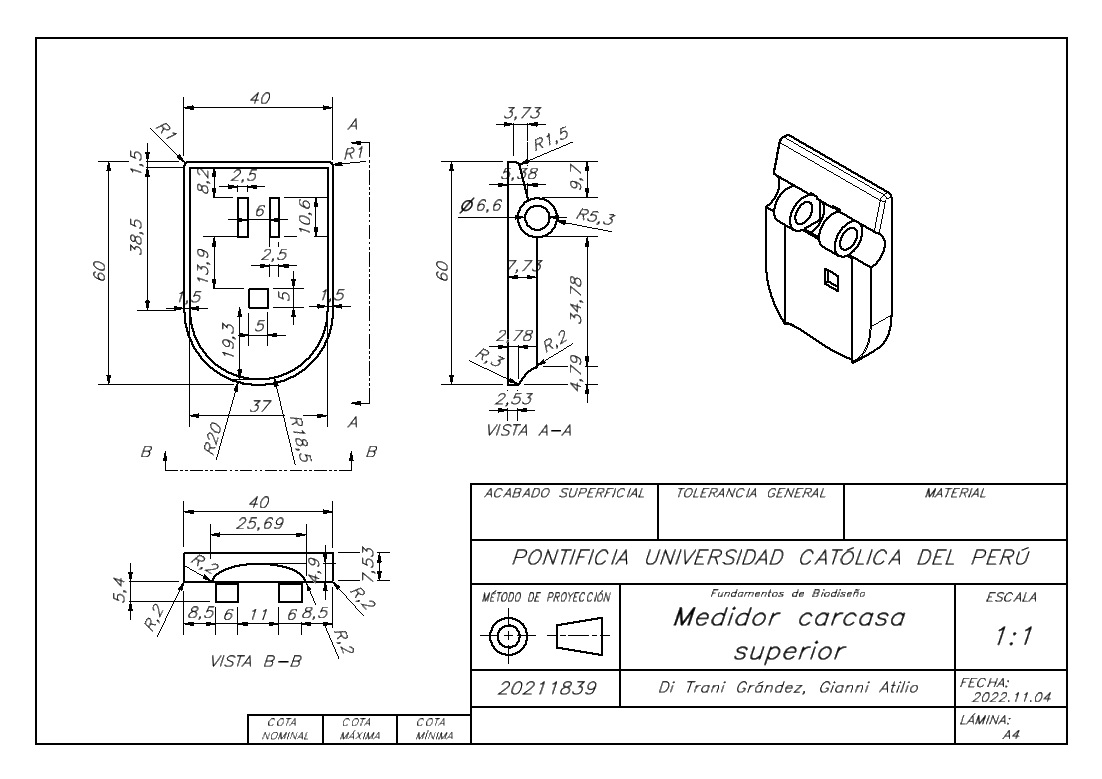 40
A
R1
R1
1,5
8,2
2,5
6
10,6
38,5
60
13,9
2,5
5
1,5
1,5
5
19,3
37
R20
R18,5
A
B
B
3,73
R1,5
5,38
9,7
Ø6,6
R5,3
60
7,73
34,78
2,78
R,2
R,3
4,79
2,53
VISTA A-A
40
25,69
R,2
4,9
7,53
5,4
R,2
8,5
6
11
6
8,5
R,2
R,2
VISTA B-B
ACABADO SUPERFICIAL
TOLERANCIA GENERAL
MATERIAL
PONTIFICIA UNIVERSIDAD CATÓLICA DEL PERÚ
MÉTODO DE PROYECCIÓN
Fundamentos de Biodiseño
Medidor carcasa
superior
ESCALA
1:1
20211839
Di Trani Grández, Gianni Atilio
FECHA:
2022.11.04
LÁMINA:
A4
COTA
NOMINAL
COTA
MÁXIMA
COTA
MÍNIMA